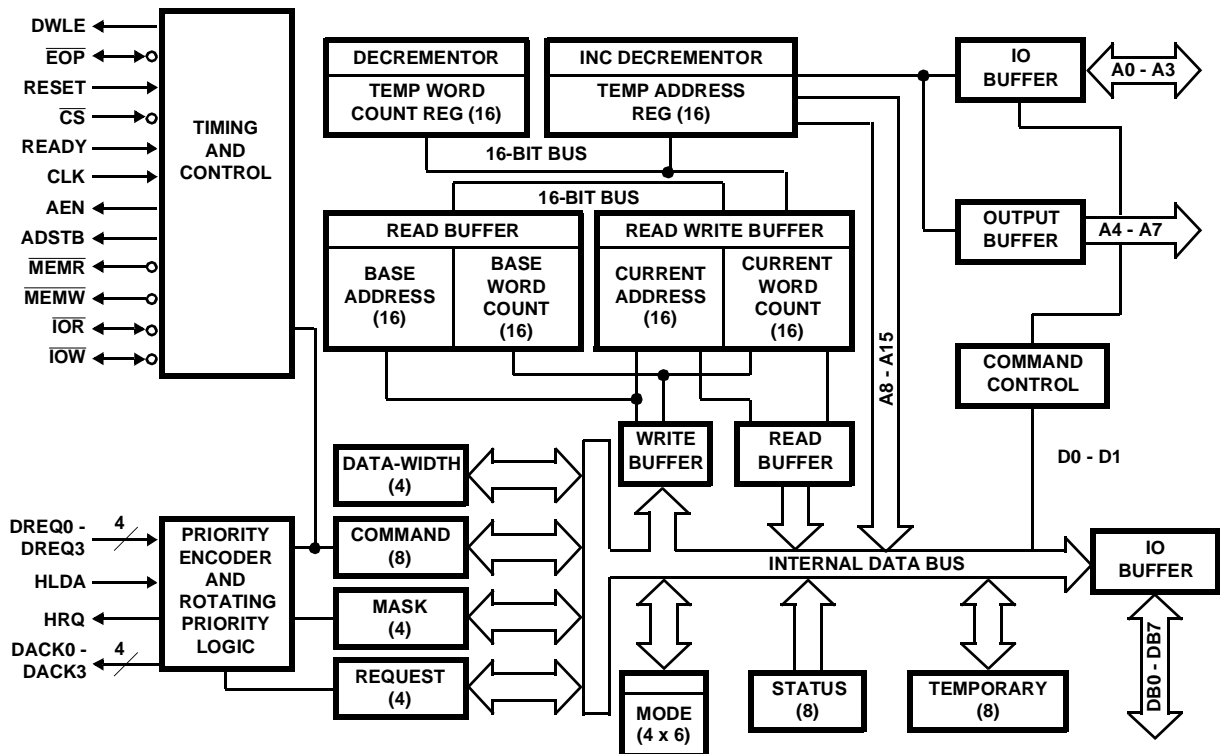 DWLE
EOP
RESET
CS
READY
CLK
AEN
ADSTB
MEMR
MEMW
IOR
IOW
TIMING
AND
CONTROL
DECREMENTOR
TEMP WORD
COUNT REG (16)
INC DECREMENTOR
TEMP ADDRESS
REG (16)
16-BIT BUS
16-BIT BUS
READ BUFFER
BASE
ADDRESS
(16)
BASE
WORD
COUNT
(16)
READ WRITE BUFFER
CURRENT
ADDRESS
(16)
CURRENT
WORD
COUNT
(16)
IO
BUFFER
A0 - A3
OUTPUT
BUFFER
A4 - A7
COMMAND
CONTROL
A8 - A15
D0 - D1
WRITE
BUFFER
READ
BUFFER
DATA-WIDTH
(4)
COMMAND
(8)
MASK
(4)
REQUEST
(4)
DREQ0 -
DREQ3
4
HLDA
HRQ
DACK0 -
DACK3
4
PRIORITY
ENCODER
AND
ROTATING
PRIORITY
LOGIC
INTERNAL DATA BUS
IO
BUFFER
DB0 - DB7
MODE
(4 x 6)
STATUS
(8)
TEMPORARY
(8)